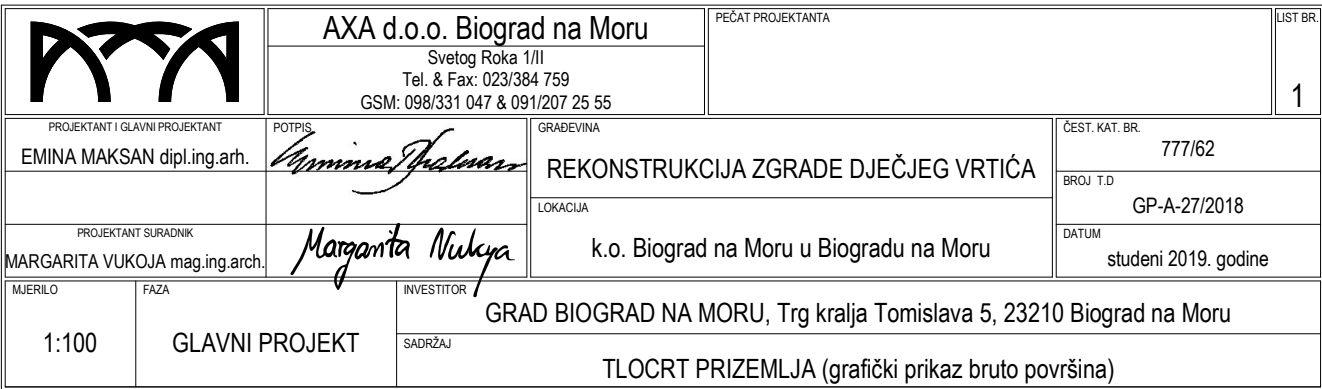 AXA d.o.o. Biograd na Moru
Svetog Roka 1/II
Tel. & Fax: 023/384 759
GSM: 098/331 047 & 091/207 25 55
PEČAT PROJEKTANTA
LIST BR.
1
PROJEKTANT I GLAVNI PROJEKTANT
EMINA MAKSAN dipl.ing.arh.
POTPIS
GRAĐEVINA
REKONSTRUKCIJA ZGRADE DJEČJEG VRTIĆA
ČEST. KAT. BR.
777/62
BROJ T.D
GP-A-27/2018
PROJEKTANT SURADNIK
MARGARITA VUKOJA mag.ing.arch.
Margarita
LOKACIJA
k.o. Biograd na Moru u Biogradu na Moru
DATUM
studeni 2019. godine
MJERILO
1:100
FAZA
GLAVNI PROJEKT
INVESTITOR
GRAD BIOGRAD NA MORU, Trg kralja Tomislava 5, 23210 Biograd na Moru
SADRŽAJ
TLOCRT PRIZEMLJA (grafički prikaz bruto površina)